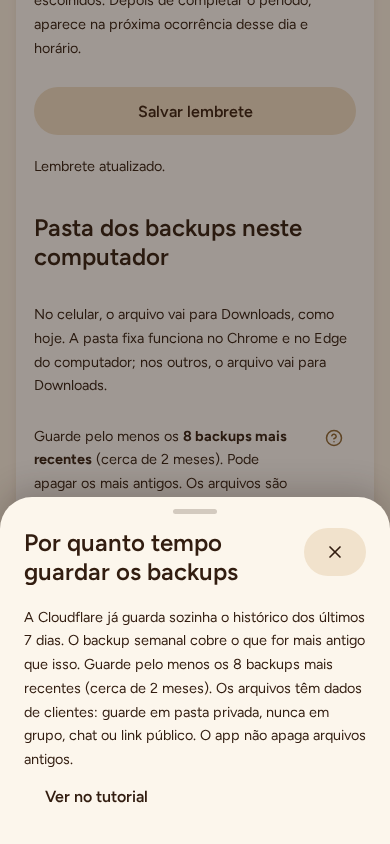 escolhidos. Depois de completar o período,
aparece na próxima ocorrência desse dia e
horário.
Salvar lembrete
Lembrete atualizado.
Pasta dos backups neste
computador
No celular, o arquivo vai para Downloads, como
hoje. A pasta fixa funciona no Chrome e no Edge
do computador; nos outros, o arquivo vai para
Downloads.
Guarde pelo menos os 8 backups mais
recentes (cerca de 2 meses). Pode
apagar os mais antigos. Os arquivos são
Por quanto tempo
guardar os backups
A Cloudflare já guarda sozinha o histórico dos últimos
7 dias. O backup semanal cobre o que for mais antigo
que isso. Guarde pelo menos os 8 backups mais
recentes (cerca de 2 meses). Os arquivos têm dados
de clientes: guarde em pasta privada, nunca em
grupo, chat ou link público. O app não apaga arquivos
antigos.
Ver no tutorial